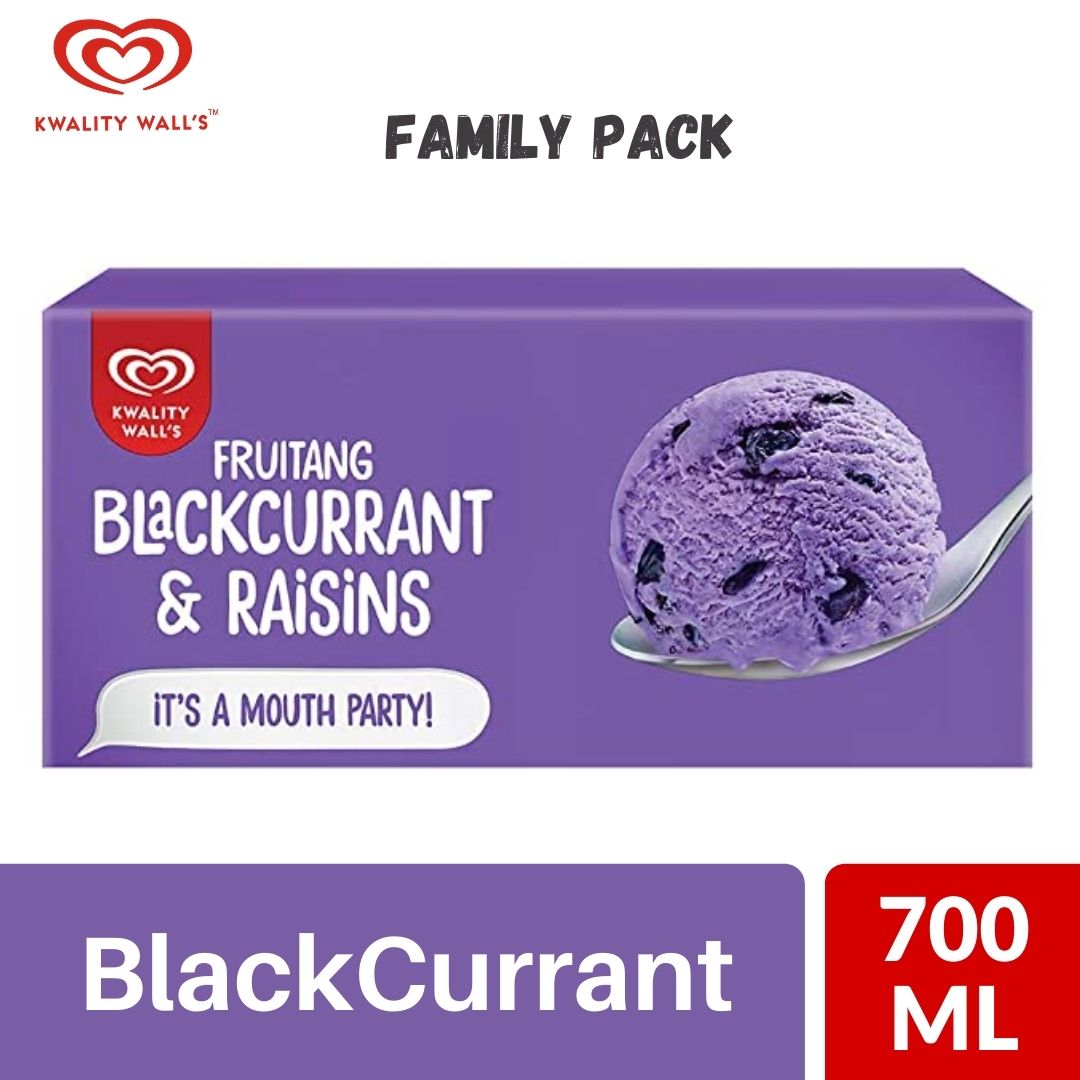 KWALITY WALL'S™
FAMILY PACK
KWALITY
WALL'S
FRUITANG
BLaCKCURRANT
& RAiSiNS
iT'S A MOUTH PARTY!
BlackCurrant
700
ML